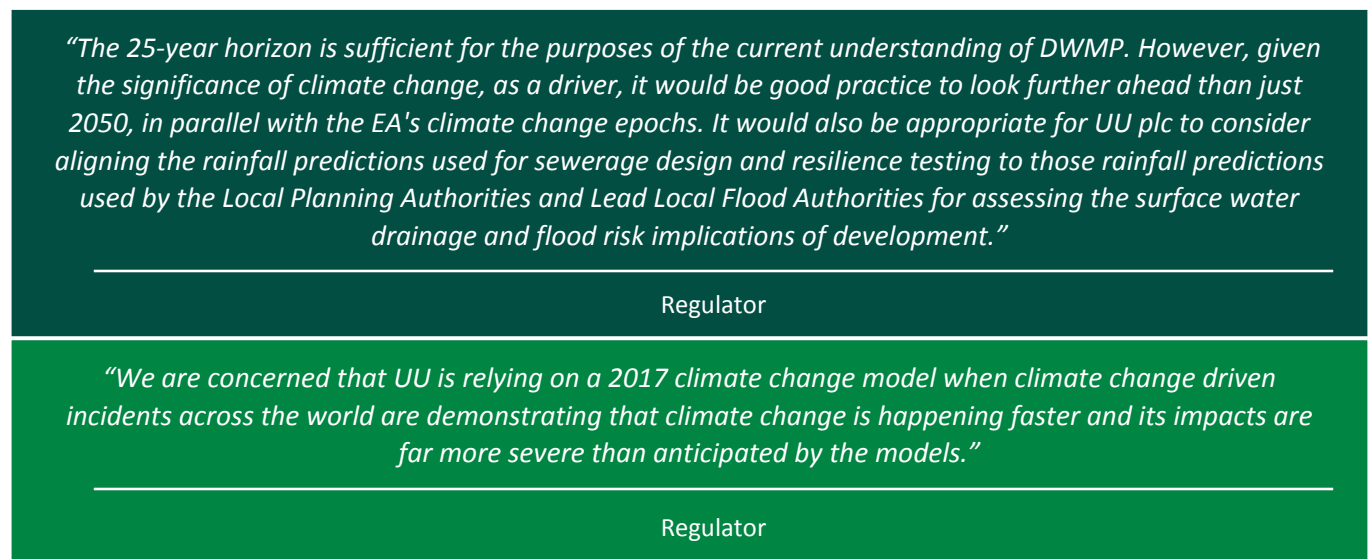 “The 25-year horizon is sufficient for the purposes of the current understanding of DWMP. However, given
the significance of climate change, as a driver, it would be good practice to look further ahead than just
2050, in parallel with the EA's climate change epochs. It would also be appropriate for UU plc to consider
aligning the rainfall predictions used for sewerage design and resilience testing to those rainfall predictions
used by the Local Planning Authorities and Lead Local Flood Authorities for assessing the surface water
drainage and flood risk implications of development.”
Regulator
“We are concerned that UU is relying on a 2017 climate change model when climate change driven
incidents across the world are demonstrating that climate change is happening faster and its impacts are
far more severe than anticipated by the models.”
Regulator